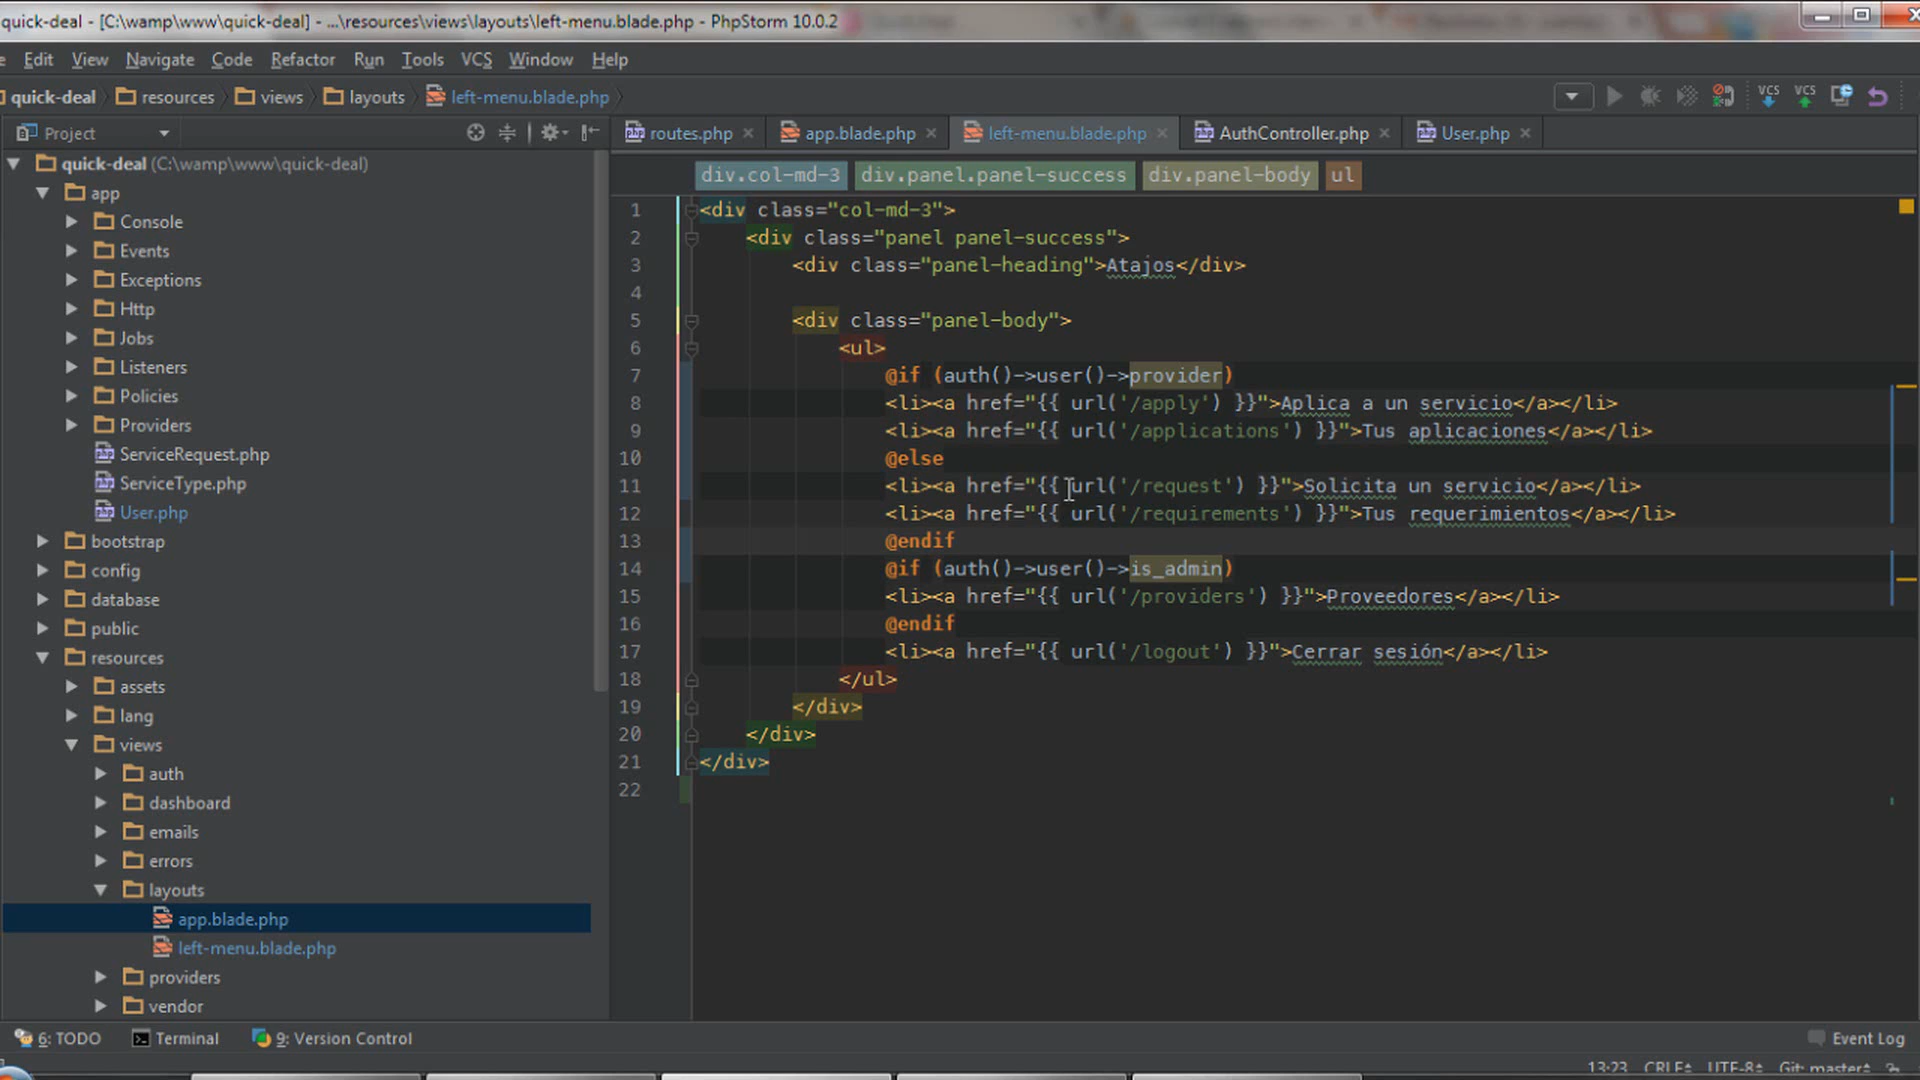 quick-deal - [C:\wamp\www\quick-deal] - ...\resources\views\layouts\left-menu.blade.php - PhpStorm 10.0.2
Edit View Navigate Code Refactor Run Tools VCS Window Help
quick-deal resources views layouts left-menu.blade.php
VCS VCS
Project
routes.php app.blade.php left-menu.blade.php AuthController.php User.php
div.col-md-3 div.panel.panel-success div.panel-body ul
quick-deal (C:\wamp\www\quick-deal)
app
Console
Events
Exceptions
Http
Jobs
Listeners
Policies
Providers
ServiceRequest.php
ServiceType.php
User.php
bootstrap
config
database
public
resources
assets
lang
views
auth
dashboard
emails
errors
layouts
app.blade.php
left-menu.blade.php
providers
vendor
1 <div class="col-md-3">
2 <div class="panel panel-success">
3 <div class="panel-heading">Atajos</div>
4
5 <div class="panel-body">
6 <ul>
7 @if (auth()->user()->provider)
8 <li><a href="{{ url('/apply') }}">Aplica a un servicio</a></li>
9 <li><a href="{{ url('/applications') }}">Tus aplicaciones</a></li>
10 @else
11 <li><a href="{{ url('/request') }}">Solicita un servicio</a></li>
12 <li><a href="{{ url('/requirements') }}">Tus requerimientos</a></li>
13 @endif
14 @if (auth()->user()->is_admin)
15 <li><a href="{{ url('/providers') }}">Proveedores</a></li>
16 @endif
17 <li><a href="{{ url('/logout') }}">Cerrar sesión</a></li>
18 </ul>
19 </div>
20 </div>
21 </div>
22
6: TODO Terminal 9: Version Control Event Log
13:23 CRLF UTF-8 Git: master